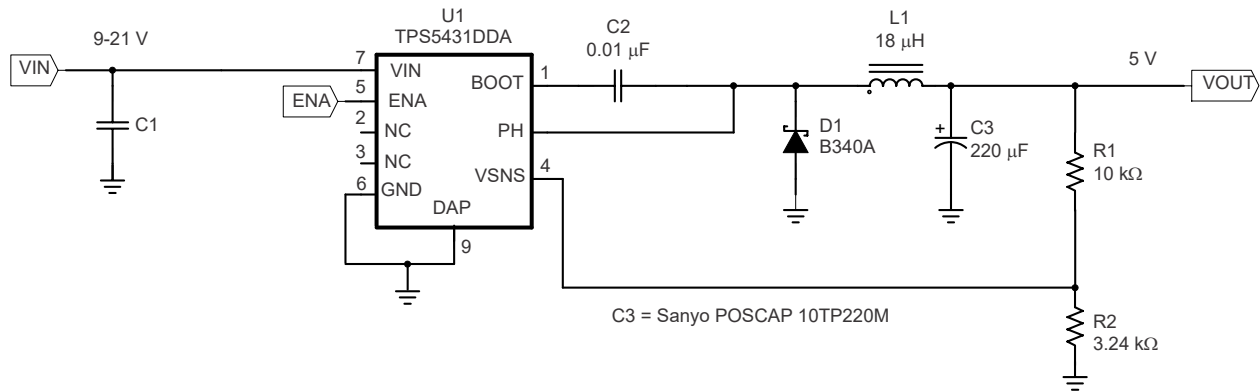 U1
TPS5431DDA
9-21 V
VIN
C1
ENA
7
5
2
3
6
VIN
ENA
NC
NC
GND
DAP
9
BOOT
PH
VSNS
1
4
C2
0.01 μF
L1
18 μH
D1
B340A
+
C3
220 μF
5 V
VOUT
R1
10 kΩ
C3 = Sanyo POSCAP 10TP220M
R2
3.24 kΩ